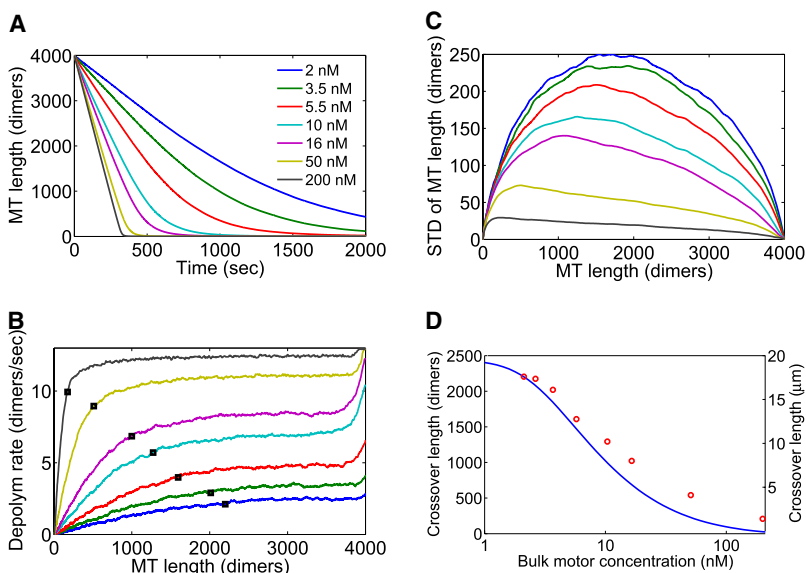 A
MT length (dimers)
4000
3000
2000
1000
0
0
500
1000
1500
2000
Time (sec)
2 nM
3.5 nM
5.5 nM
10 nM
16 nM
50 nM
200 nM
C
STD of MT length (dimers)
250
200
150
100
50
0
0
1000
2000
3000
4000
MT length (dimers)
B
Depolym rate (dimers/sec)
10
5
0
0
1000
2000
3000
4000
MT length (dimers)
D
Crossover length (dimers)
2500
2000
1500
1000
500
0
1
10
100
Bulk motor concentration (nM)
20
15
10
5
Crossover length (μm)